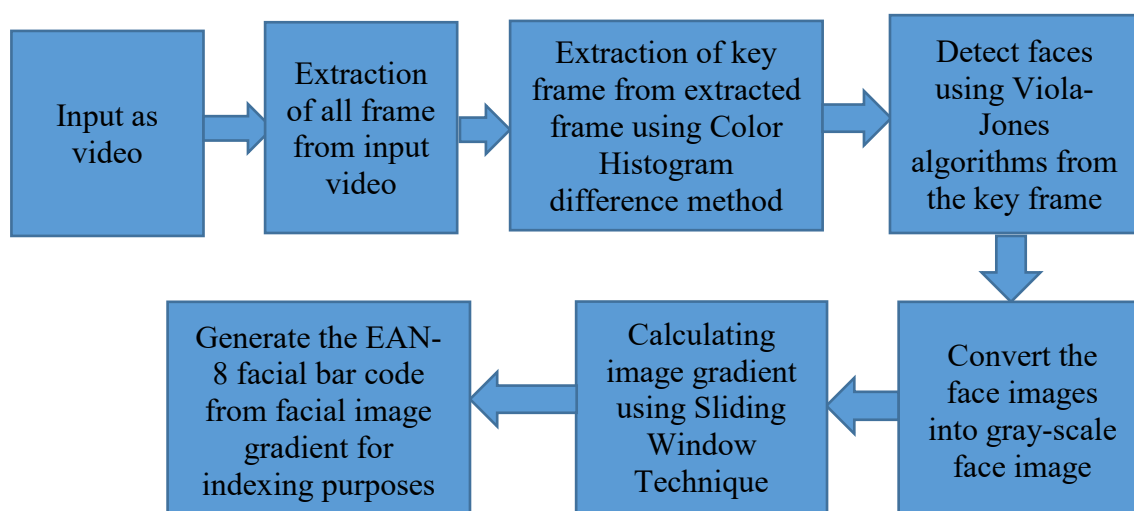 Input as
video
Extraction
of all frame
from input
video
Extraction of key
frame from extracted
frame using Color
Histogram
difference method
Detect faces
using Viola-
Jones
algorithms from
the key frame
Convert the
face images
into gray-scale
face image
Calculating
image gradient
using Sliding
Window
Technique
Generate the EAN-
8 facial bar code
from facial image
gradient for
indexing purposes